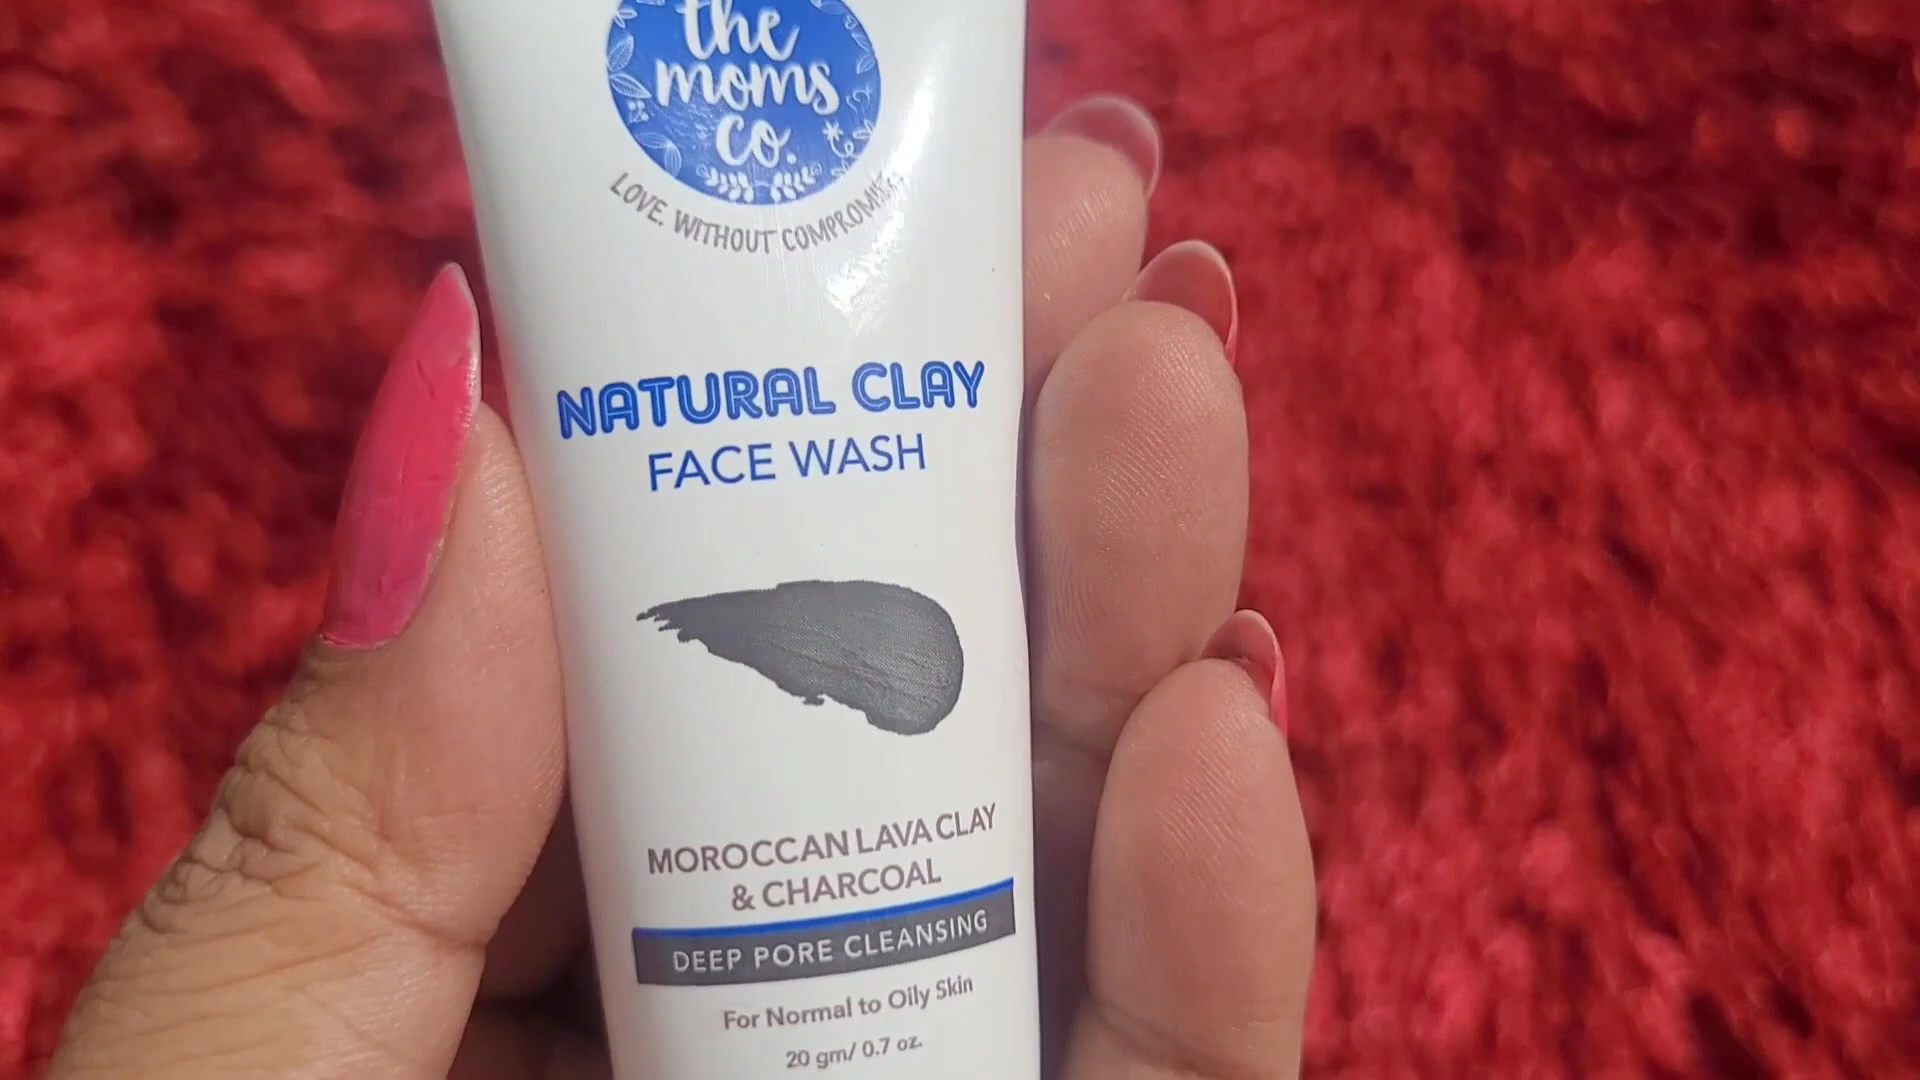 the
moms
co.
LOVE. WITHOUT
NATURAL CLAY
FACE WASH
MOROCCAN LAVA CLAY
& CHARCOAL
DEEP PORE CLEANSING
For Normal to Oily Skin
20 gm/ 0.7 oz.